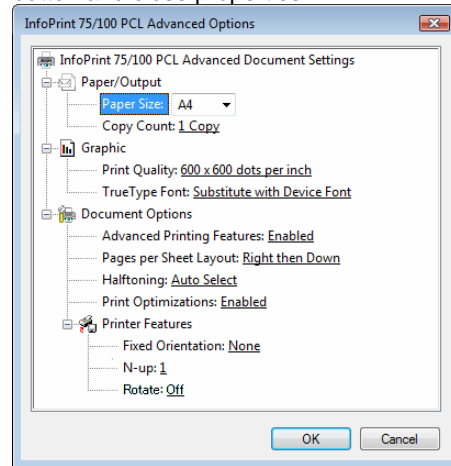 InfoPrint 75/100 PCL Advanced Options
InfoPrint 75/100 PCL Advanced Document Settings
Paper/Output
Paper Size: A4
Copy Count: 1 Copy
Graphic
Print Quality: 600 x 600 dots per inch
TrueType Font: Substitute with Device Font
Document Options
Advanced Printing Features: Enabled
Pages per Sheet Layout: Right then Down
Halftoning: Auto Select
Print Optimizations: Enabled
Printer Features
Fixed Orientation: None
N-up: 1
Rotate: Off
OK Cancel